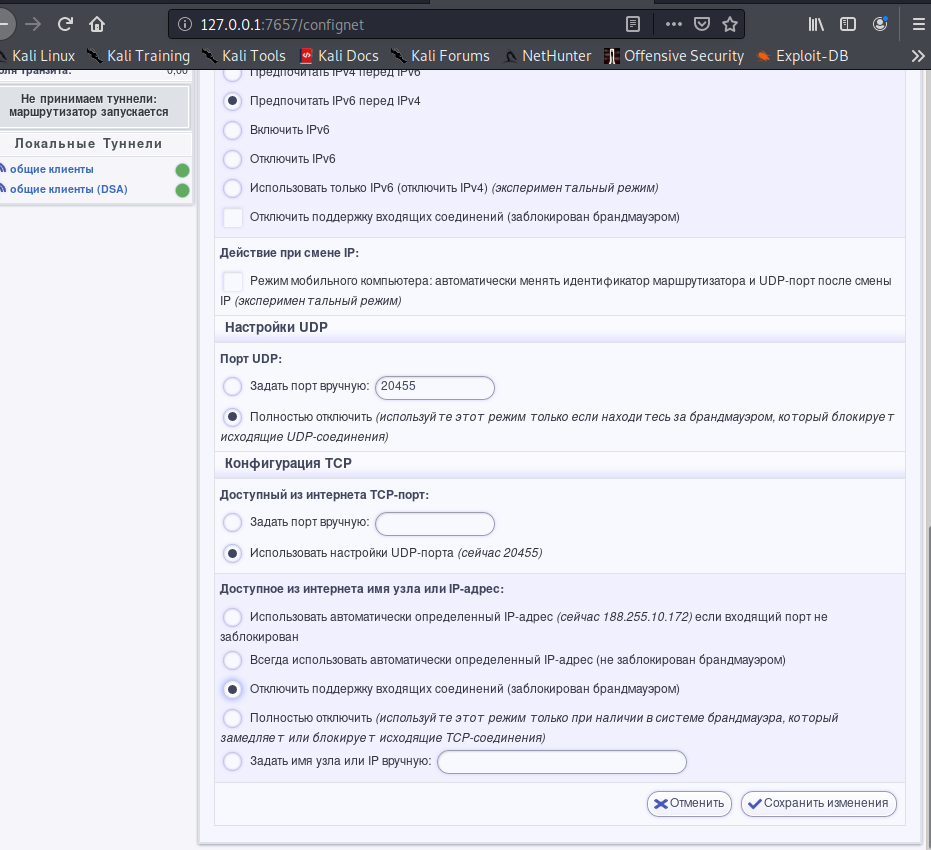 127.0.0.1:7657/confignet
Kali Linux Kali Training Kali Tools Kali Docs Kali Forums NetHunter Offensive Security Exploit-DB
транзита: 0,00
Не принимаем туннели:
маршрутизатор запускается
Локальные Туннели
общие клиенты
общие клиенты (DSA)
Предпочитать IPv4 перед IPv6
Предпочитать IPv6 перед IPv4
Включить IPv6
Отключить IPv6
Использовать только IPv6 (отключить IPv4) (экспериментальный режим)
Отключить поддержку входящих соединений (заблокирован брандмауэром)
Действие при смене IP:
Режим мобильного компьютера: автоматически менять идентификатор маршрутизатора и UDP-порт после смены
IP (экспериментальный режим)
Настройки UDP
Порт UDP:
Задать порт вручную: 20455
Полностью отключить (используйте этот режим только если находитесь за брандмауэром, который блокирует
исходящие UDP-соединения)
Конфигурация TCP
Доступный из интернета TCP-порт:
Задать порт вручную:
Использовать настройки UDP-порта (сейчас 20455)
Доступное из интернета имя узла или IP-адрес:
Использовать автоматически определенный IP-адрес (сейчас 188.255.10.172) если входящий порт не
заблокирован
Всегда использовать автоматически определенный IP-адрес (не заблокирован брандмауэром)
Отключить поддержку входящих соединений (заблокирован брандмауэром)
Полностью отключить (используйте этот режим только при наличии в системе брандмауэра, который
замедляет или блокирует исходящие TCP-соединения)
Задать имя узла или IP вручную:
Отменить Сохранить изменения